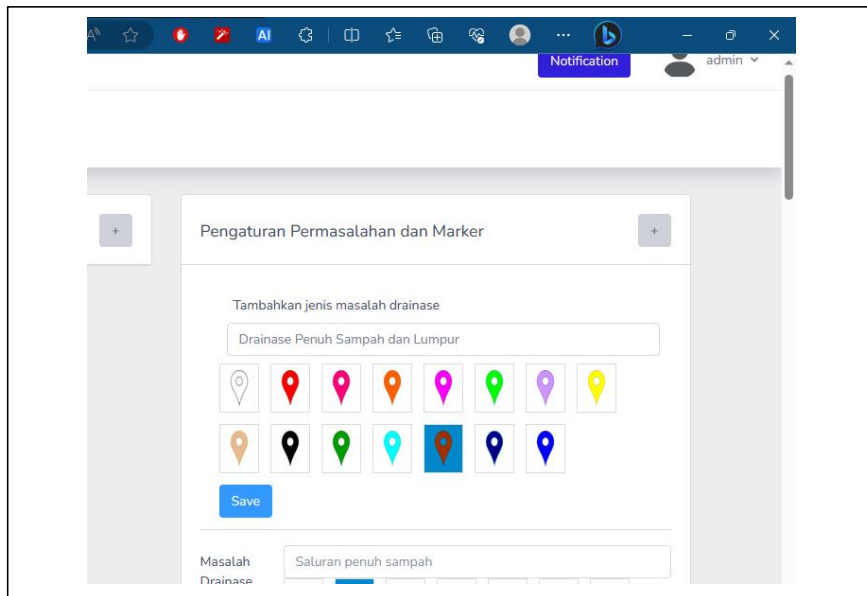 A
AI
Notification
admin
+
Pengaturan Permasalahan dan Marker
+
Tambahkan jenis masalah drainase
Drainase Penuh Sampah dan Lumpur
Save
Masalah
Drainase
Saluran penuh sampah